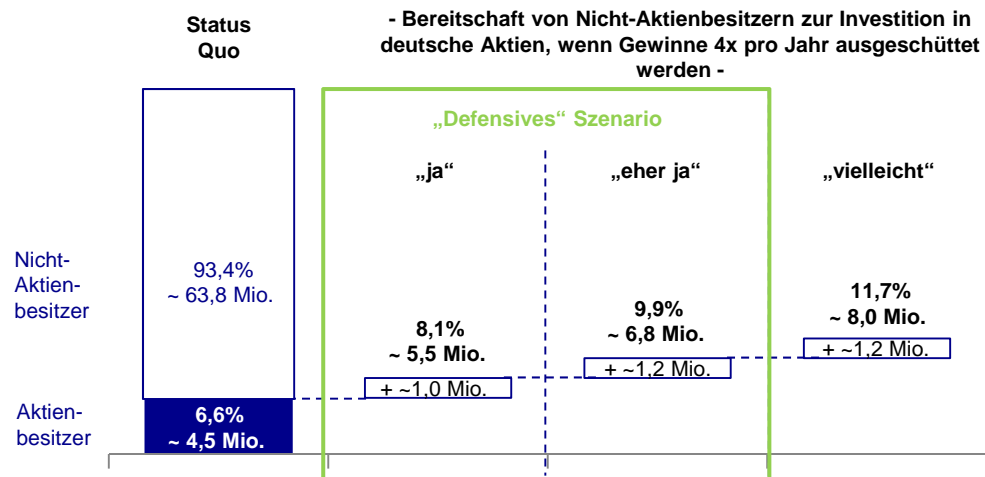 Status
Quo
- Bereitschaft von Nicht-Aktienbesitzern zur Investition in
deutsche Aktien, wenn Gewinne 4x pro Jahr ausgeschüttet
werden -
„Defensives“ Szenario
„ja“
„eher ja“
„vielleicht“
Nicht-
Aktien-
besitzer
93,4%
~ 63,8 Mio.
8,1%
~ 5,5 Mio.
+ ~1,0 Mio.
9,9%
~ 6,8 Mio.
+ ~1,2 Mio.
11,7%
~ 8,0 Mio.
+ ~1,2 Mio.
Aktien-
besitzer
6,6%
~ 4,5 Mio.